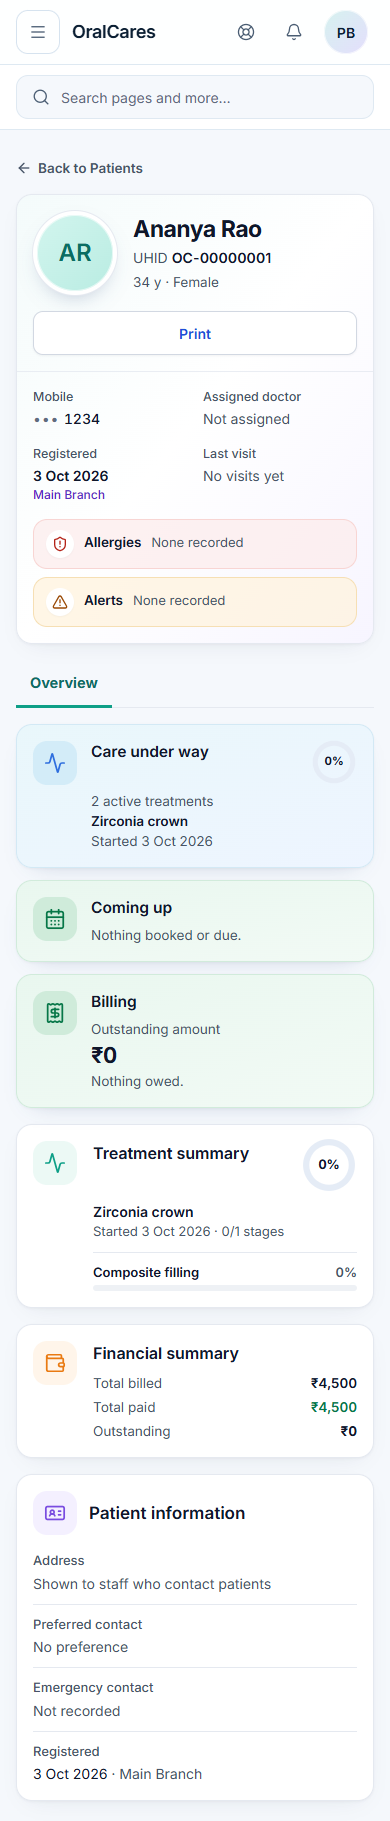 OralCares
PB
Search pages and more...
Back to Patients
AR
Ananya Rao
UHID OC-00000001
34 y · Female
Print
Mobile
••• 1234
Assigned doctor
Not assigned
Registered
3 Oct 2026
Main Branch
Last visit
No visits yet
Allergies None recorded
Alerts None recorded
Overview
Care under way
0%
2 active treatments
Zirconia crown
Started 3 Oct 2026
Coming up
Nothing booked or due.
Billing
Outstanding amount
₹0
Nothing owed.
Treatment summary
0%
Zirconia crown
Started 3 Oct 2026 · 0/1 stages
Composite filling 0%
Financial summary
Total billed ₹4,500
Total paid ₹4,500
Outstanding ₹0
Patient information
Address
Shown to staff who contact patients
Preferred contact
No preference
Emergency contact
Not recorded
Registered
3 Oct 2026 · Main Branch